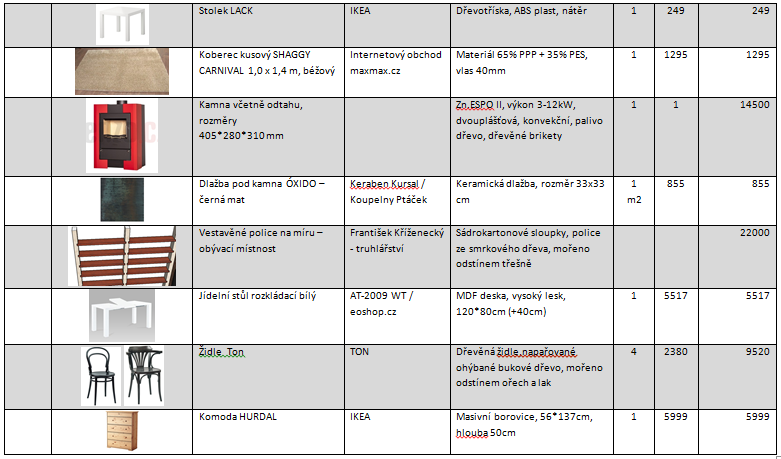 Stolek LACK IKEA Dřevotříska, ABS plast, nátěr 1 249 249
Koberec kusový SHAGGY Internetový obchod Materiál 65% PPP + 35% PES, 1 1295 1295
CARNIVAL 1,0 x 1,4 m, béžový maxmax.cz vlas 40mm
Kamna včetně odtahu, Zn.ESPO II, výkon 3-12kW, 1 1 14500
rozměry dvouplášťová, konvekční, palivo
405*280*310 mm dřevo, dřevěné brikety
Dlažba pod kamna ÓXIDO – Keraben Kursal / Keramická dlažba, rozměr 33x33 1 855 855
černá mat Koupelny Ptáček cm m2
Vestavěné police na míru – František Kříženecký Sádrokartonové sloupky, police 22000
obývací místnost - truhlářství ze smrkového dřeva, mořeno
odstínem třešně
Jídelní stůl rozkládací bílý AT-2009 WT / MDF deska, vysoký lesk, 1 5517 5517
eoshop.cz 120*80cm (+40cm)
Židle Ton TON Dřevěná židle,napařované, 4 2380 9520
ohýbané bukové dřevo, mořeno
odstínem ořech a lak
Komoda HURDAL IKEA Masivní borovice, 56*137cm, 1 5999 5999
hlouba 50cm